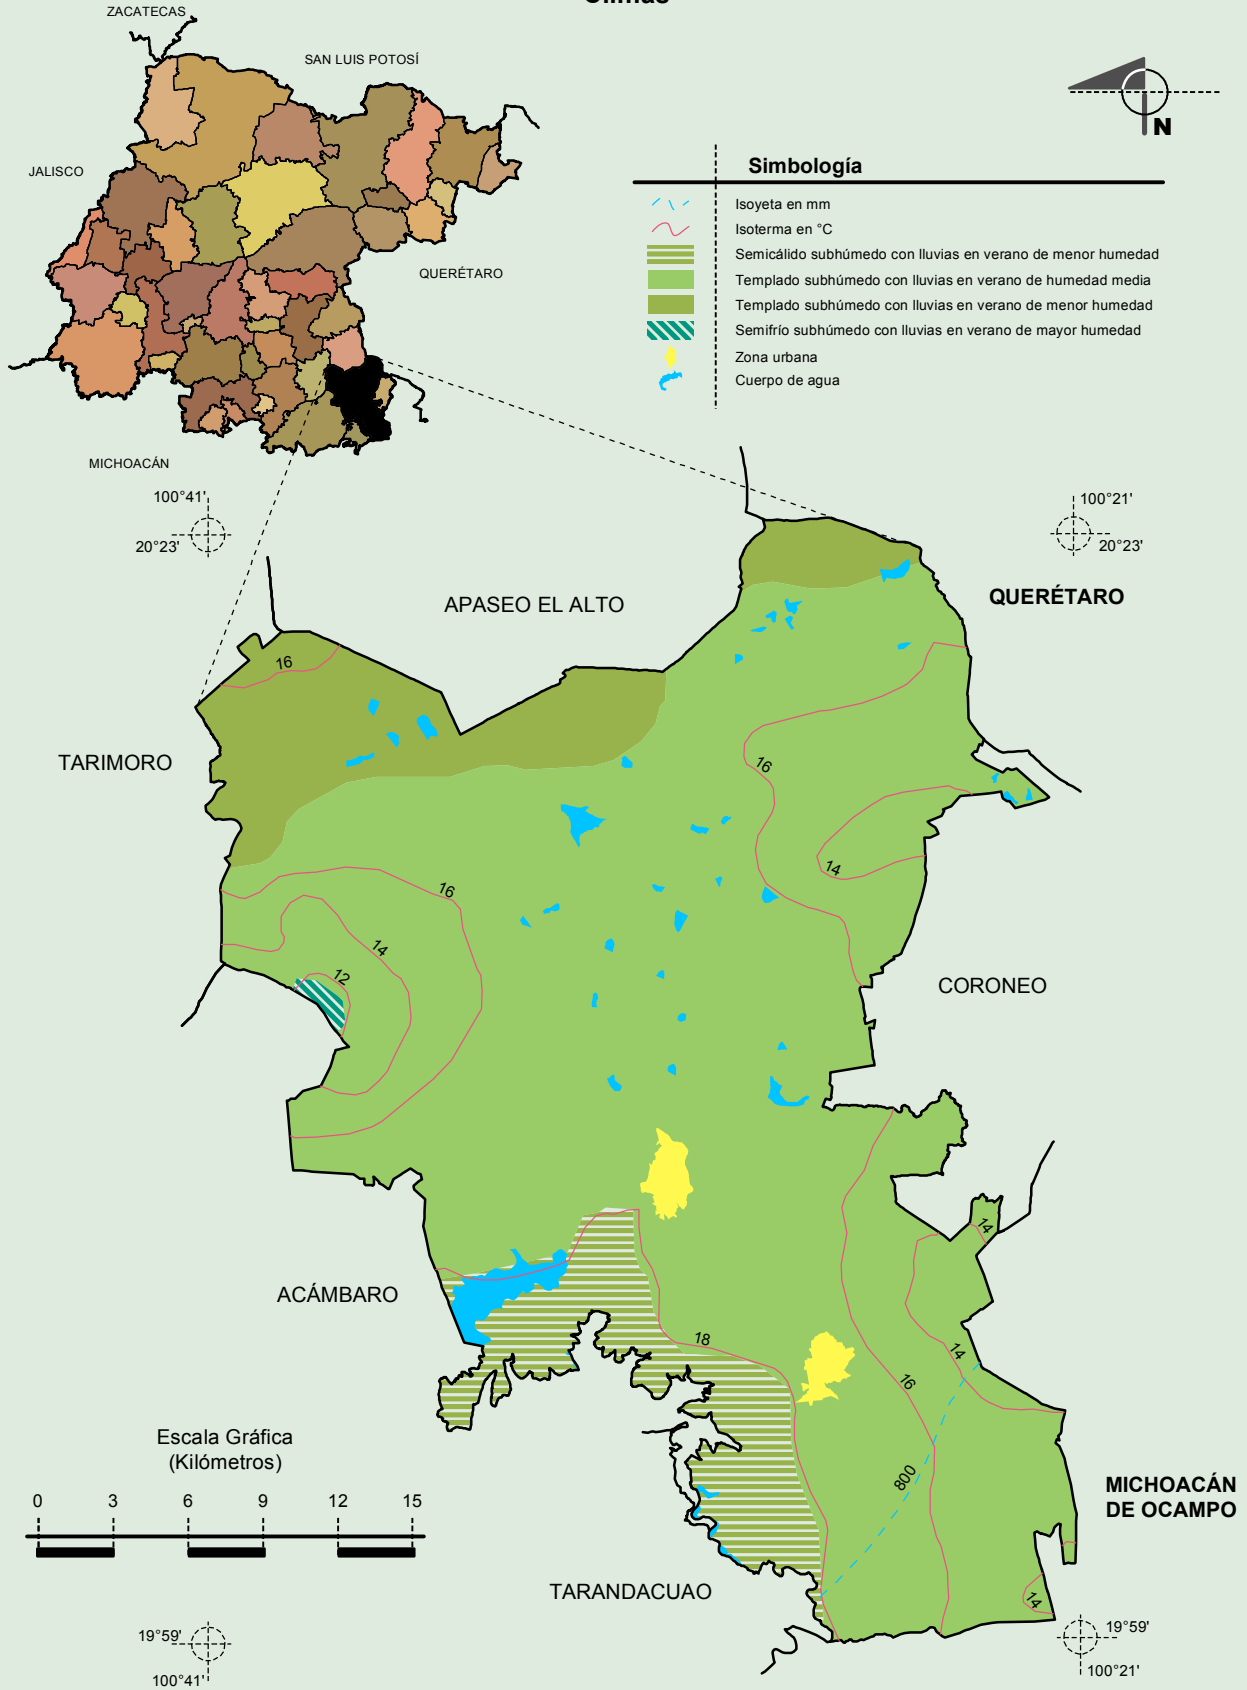 Climas
ZACATECAS
SAN LUIS POTOSÍ
JALISCO
QUERÉTARO
MICHOACÁN
N
Simbología
Isoyeta en mm
Isoterma en °C
Semicálido subhúmedo con lluvias en verano de menor humedad
Templado subhúmedo con lluvias en verano de humedad media
Templado subhúmedo con lluvias en verano de menor humedad
Semifrío subhúmedo con lluvias en verano de mayor humedad
Zona urbana
Cuerpo de agua
100°41'
20°23'
100°21'
20°23'
APASEO EL ALTO
QUERÉTARO
16
TARIMORO
16
14
16
14
12
CORONEO
14
ACÁMBARO
18
14
16
800
Escala Gráfica
(Kilómetros)
0 3 6 9 12 15
MICHOACÁN
DE OCAMPO
TARANDACUAO
14
19°59'
100°41'
19°59'
100°21'